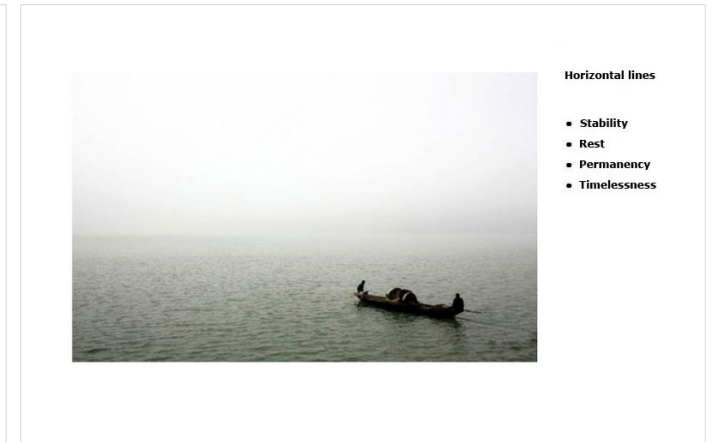 Horizontal lines
• Stability
• Rest
• Permanency
• Timelessness